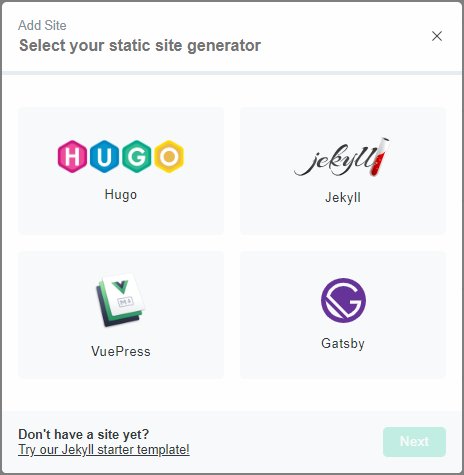 Add Site
Select your static site generator
HUGO
Hugo
jekyll
Jekyll
M↓
VuePress
Gatsby
Don't have a site yet?
Try our Jekyll starter template!
Next